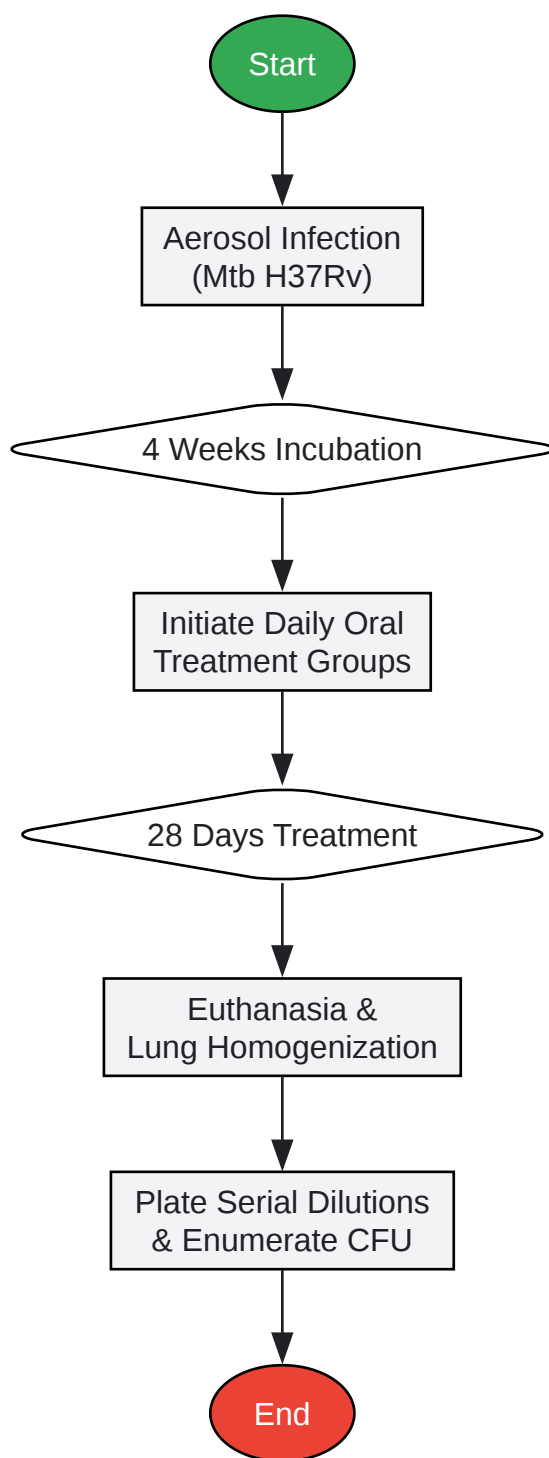 Start
Aerosol Infection
(Mtb H37Rv)
4 Weeks Incubation
Initiate Daily Oral
Treatment Groups
28 Days Treatment
Euthanasia &
Lung Homogenization
Plate Serial Dilutions
& Enumerate CFU
End